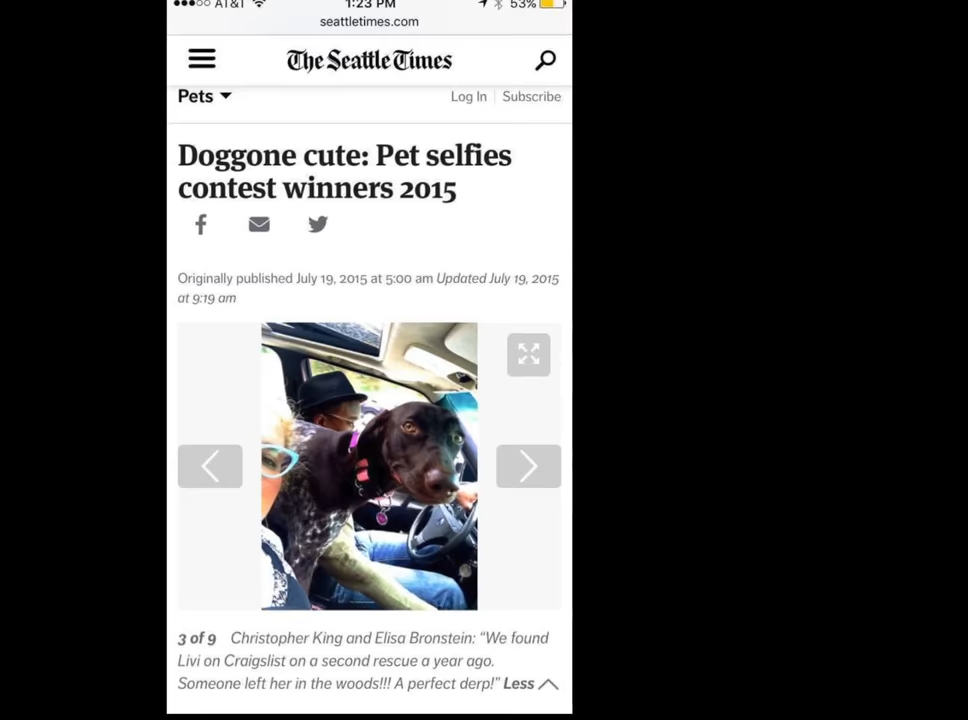 AT&T 1:23 PM 53%
seattletimes.com
The Seattle Times
Pets Log In Subscribe
Doggone cute: Pet selfies
contest winners 2015
Originally published July 19, 2015 at 5:00 am Updated July 19, 2015
at 9:19 am
3 of 9 Christopher King and Elisa Bronstein: “We found
Livi on Craigslist on a second rescue a year ago.
Someone left her in the woods!!! A perfect derp!” Less